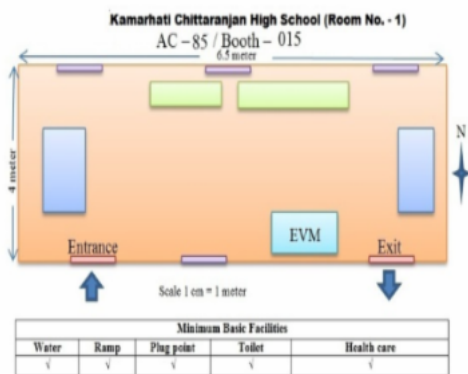 Kamarhati Chittaranjan High School (Room No. - 1)
AC - 85 / Booth - 015
6.5 meter
4 meter
N
EVM
Entrance
Exit
Scale 1 cm = 1 meter
Minimum Basic Facilities
Water Ramp Plug point Toilet Health care
√ √ √ √ √